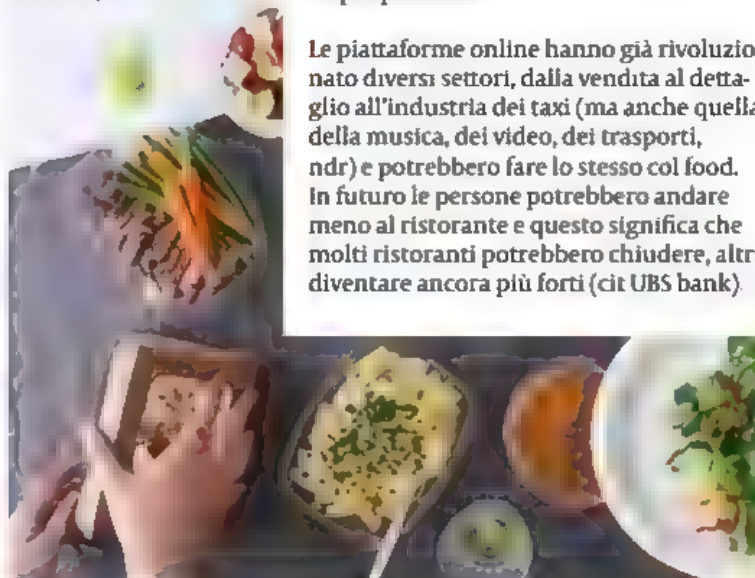 Le piattaforme online hanno già rivoluzio
nato diversi settori, dalla vendita al detta-
glio all'industria dei taxi (ma anche quella
della musica, dei video, dei trasporti,
ndr) e potrebbero fare lo stesso col food.
In futuro le persone potrebbero andare
meno al ristorante e questo significa che
molti ristoranti potrebbero chiudere, altr
diventare ancora più forti (cit UBS bank).